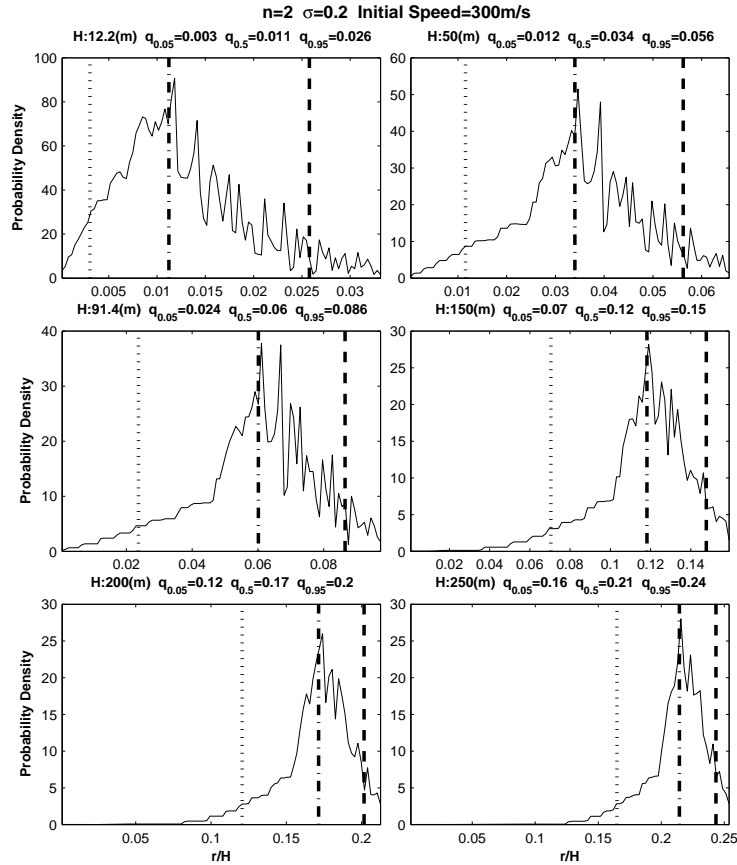 n=2 σ=0.2 Initial Speed=300m/s
H:12.2(m) q0.05=0.003 q0.5=0.011 q0.95=0.026
Probability Density
100
80
60
40
20
0
0.005 0.01 0.015 0.02 0.025 0.03
H:50(m) q0.05=0.012 q0.5=0.034 q0.95=0.056
60
50
40
30
20
10
0
0.01 0.02 0.03 0.04 0.05 0.06
H:91.4(m) q0.05=0.024 q0.5=0.06 q0.95=0.086
Probability Density
40
30
20
10
0
0.02 0.04 0.06 0.08
H:150(m) q0.05=0.07 q0.5=0.12 q0.95=0.15
30
25
20
15
10
5
0
0.02 0.04 0.06 0.08 0.1 0.12 0.14
H:200(m) q0.05=0.12 q0.5=0.17 q0.95=0.2
Probability Density
30
25
20
15
10
5
0
0.05 0.1 0.15 0.2
r/H
H:250(m) q0.05=0.16 q0.5=0.21 q0.95=0.24
30
25
20
15
10
5
0
0.05 0.1 0.15 0.2 0.25
r/H